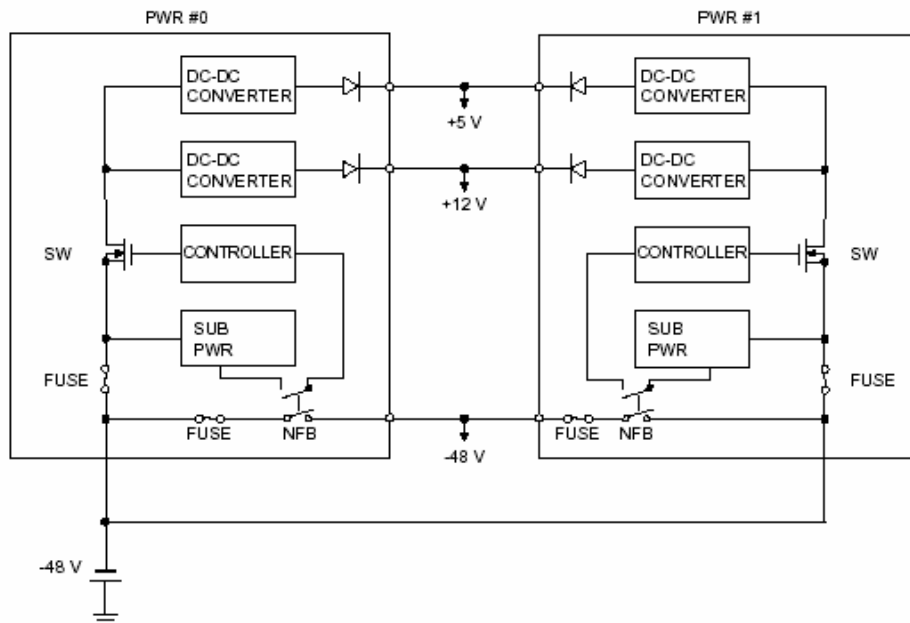 PWR #0
PWR #1
DC-DC
CONVERTER
DC-DC
CONVERTER
+5 V
DC-DC
CONVERTER
DC-DC
CONVERTER
+12 V
SW
CONTROLLER
CONTROLLER
SW
SUB
PWR
SUB
PWR
FUSE
FUSE
FUSE
NFB
FUSE
NFB
-48 V
-48 V